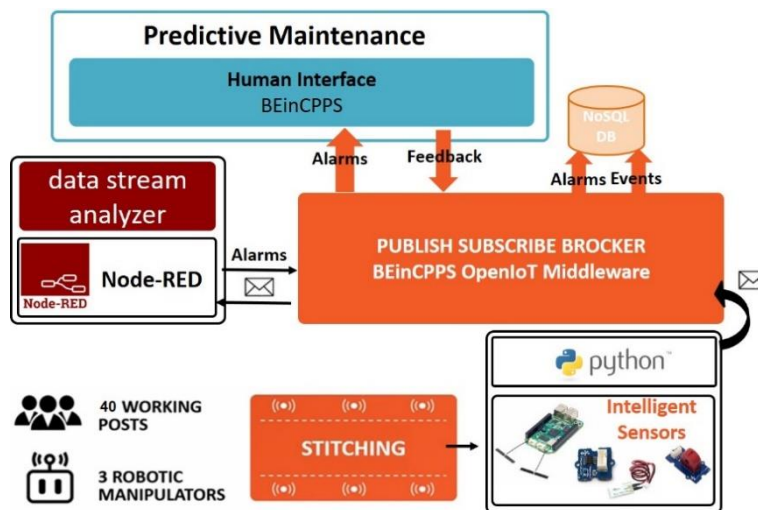 Predictive Maintenance
Human Interface
BEinCPPS
NoSQL
DB
Alarms
Feedback
Alarms Events
data stream
analyzer
Node-RED
Node-RED
Alarms
PUBLISH SUBSCRIBE BROCKER
BEinCPPS OpenIoT Middleware
python™
Intelligent
Sensors
40 WORKING
POSTS
3 ROBOTIC
MANIPULATORS
STITCHING